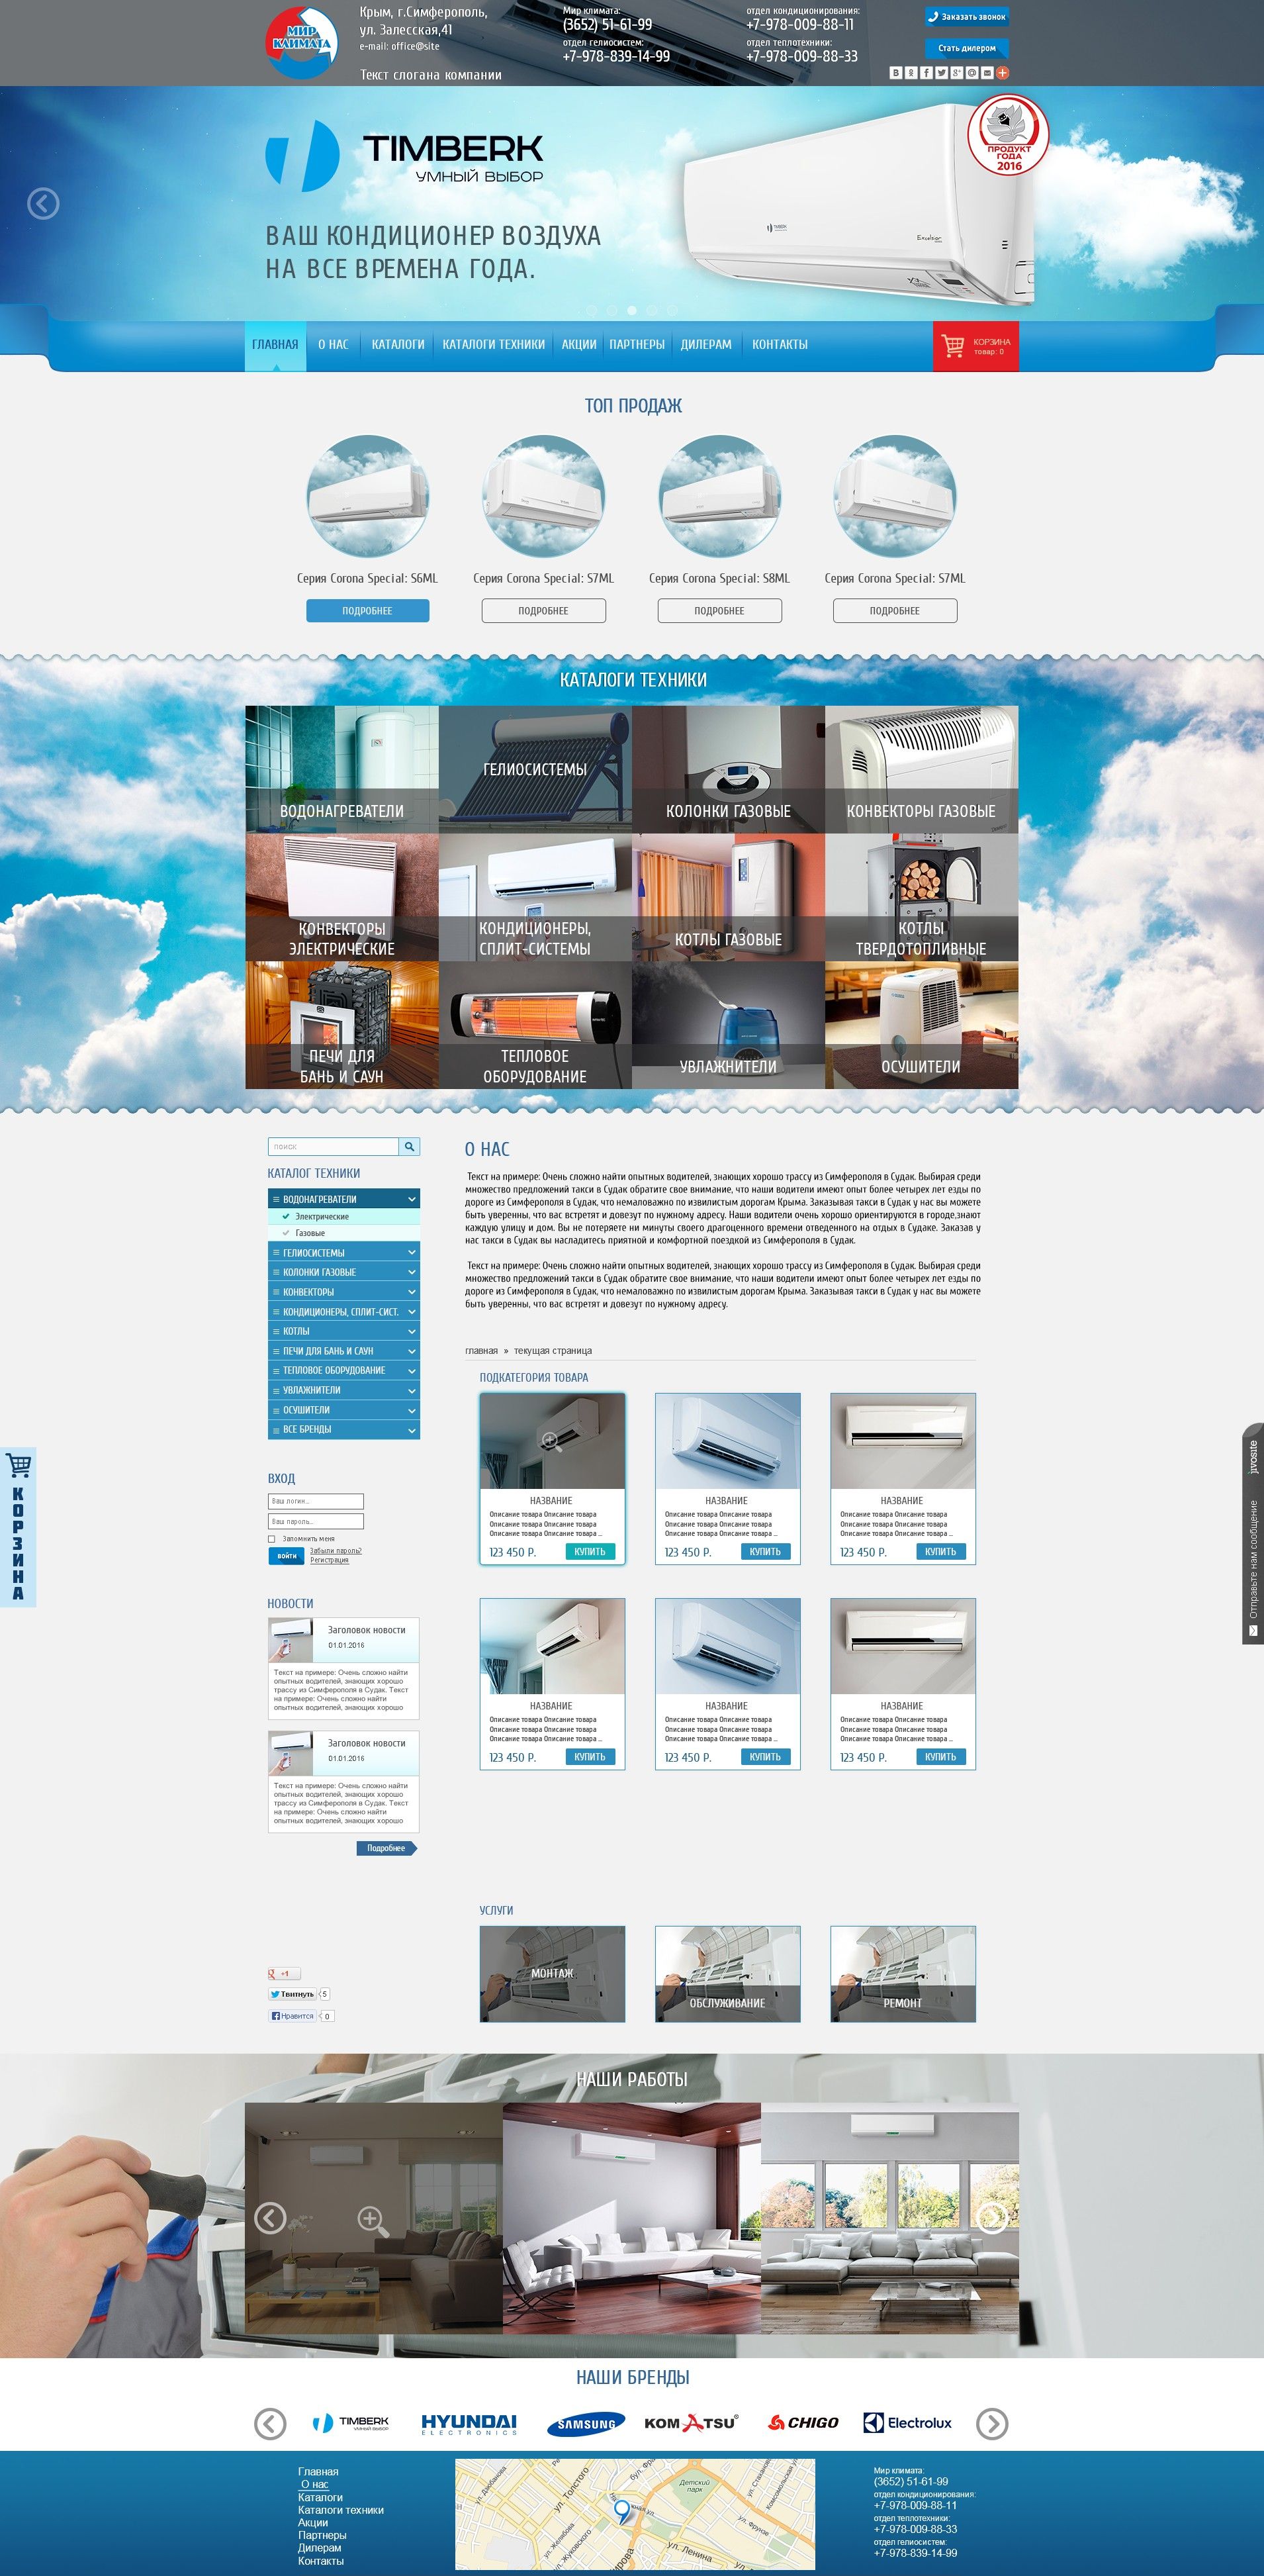 МИР
КЛИМАТА
Крым, г.Симферополь,
ул. Залесская,41
e-mail: office@site
Текст слогана компании
Мир климата:
(3652) 51-61-99
отдел гелиосистем:
+7-978-839-14-99
отдел кондиционирования:
+7-978-009-88-11
отдел теплотехники:
+7-978-009-88-33
Заказать звонок
Стать дилером
TIMBERK
УМНЫЙ ВЫБОР
ВАШ КОНДИЦИОНЕР ВОЗДУХА
НА ВСЕ ВРЕМЕНА ГОДА.
ПРОДУКТ
ГОДА
2016
TIMBERK
Excelsior
ГЛАВНАЯ
О НАС
КАТАЛОГИ
КАТАЛОГИ ТЕХНИКИ
АКЦИИ
ПАРТНЕРЫ
ДИЛЕРАМ
КОНТАКТЫ
КОРЗИНА
товар: 0
ТОП ПРОДАЖ
Серия Corona Special: S6ML
Серия Corona Special: S7ML
Серия Corona Special: S8ML
Серия Corona Special: S7ML
ПОДРОБНЕЕ
ПОДРОБНЕЕ
ПОДРОБНЕЕ
ПОДРОБНЕЕ
КАТАЛОГИ ТЕХНИКИ
ВОДОНАГРЕВАТЕЛИ
ГЕЛИОСИСТЕМЫ
КОЛОНКИ ГАЗОВЫЕ
КОНВЕКТОРЫ ГАЗОВЫЕ
КОНВЕКТОРЫ
ЭЛЕКТРИЧЕСКИЕ
КОНДИЦИОНЕРЫ,
СПЛИТ-СИСТЕМЫ
КОТЛЫ ГАЗОВЫЕ
КОТЛЫ
ТВЕРДОТОПЛИВНЫЕ
ПЕЧИ ДЛЯ
БАНЬ И САУН
ТЕПЛОВОЕ
ОБОРУДОВАНИЕ
УВЛАЖНИТЕЛИ
ОСУШИТЕЛИ
поиск
КАТАЛОГ ТЕХНИКИ
ВОДОНАГРЕВАТЕЛИ
Электрические
Газовые
ГЕЛИОСИСТЕМЫ
КОЛОНКИ ГАЗОВЫЕ
КОНВЕКТОРЫ
КОНДИЦИОНЕРЫ, СПЛИТ-СИСТ.
КОТЛЫ
ПЕЧИ ДЛЯ БАНЬ И САУН
ТЕПЛОВОЕ ОБОРУДОВАНИЕ
УВЛАЖНИТЕЛИ
ОСУШИТЕЛИ
ВСЕ БРЕНДЫ
ВХОД
Ваш логин...
Ваш пароль...
Запомнить меня
войти
Забыли пароль?
Регистрация
НОВОСТИ
Заголовок новости
01.01.2016
Текст на примере: Очень сложно найти
опытных водителей, знающих хорошо
трассу из Симферополя в Судак. Текст
на примере: Очень сложно найти
опытных водителей, знающих хорошо
Заголовок новости
01.01.2016
Текст на примере: Очень сложно найти
опытных водителей, знающих хорошо
трассу из Симферополя в Судак. Текст
на примере: Очень сложно найти
опытных водителей, знающих хорошо
Подробнее
+1
Твитнуть 5
Нравится 0
КОРЗИНА
О НАС
Текст на примере: Очень сложно найти опытных водителей, знающих хорошо трассу из Симферополя в Судак. Выбирая среди
множество предложений такси в Судак обратите свое внимание, что наши водители имеют опыт более четырех лет езды по
дороге из Симферополь в Судак, что немаловажно по извилистым дорогам Крыма. Заказывая такси в Судак у нас вы можете
быть уверенны, что вас встретят и довезут по нужному адресу. Наши водители очень хорошо ориентируются в городе,знают
каждую улицу и дом. Вы не потеряете ни минуты своего драгоценного времени отведенного на отдых в Судаке. Заказав у
нас такси в Судак вы насладитесь приятной и комфортной поездкой из Симферополя в Судак.
Текст на примере: Очень сложно найти опытных водителей, знающих хорошо трассу из Симферополя в Судак. Выбирая среди
множество предложений такси в Судак обратите свое внимание, что наши водители имеют опыт более четырех лет езды по
дороге из Симферополь в Судак, что немаловажно по извилистым дорогам Крыма. Заказывая такси в Судак у нас вы можете
быть уверенны, что вас встретят и довезут по нужному адресу.
главная » текущая страница
ПОДКАТЕГОРИЯ ТОВАРА
НАЗВАНИЕ
Описание товара Описание товара
Описание товара Описание товара
Описание товара Описание товара ...
123 450 Р.
КУПИТЬ
НАЗВАНИЕ
Описание товара Описание товара
Описание товара Описание товара
Описание товара Описание товара ...
123 450 Р.
КУПИТЬ
НАЗВАНИЕ
Описание товара Описание товара
Описание товара Описание товара
Описание товара Описание товара ...
123 450 Р.
КУПИТЬ
НАЗВАНИЕ
Описание товара Описание товара
Описание товара Описание товара
Описание товара Описание товара ...
123 450 Р.
КУПИТЬ
НАЗВАНИЕ
Описание товара Описание товара
Описание товара Описание товара
Описание товара Описание товара ...
123 450 Р.
КУПИТЬ
НАЗВАНИЕ
Описание товара Описание товара
Описание товара Описание товара
Описание товара Описание товара ...
123 450 Р.
КУПИТЬ
jivosite
Отправьте нам сообщение
УСЛУГИ
МОНТАЖ
ОБСЛУЖИВАНИЕ
РЕМОНТ
НАШИ РАБОТЫ
НАШИ БРЕНДЫ
TIMBERK
УМНЫЙ ВЫБОР
HYUNDAI
ELECTRONICS
SAMSUNG
KOMATSU
CHIGO
Electrolux
Главная
О нас
Каталоги
Каталоги техники
Акции
Партнеры
Дилерам
Контакты
ул. Дзюбанова
ул. Толстого
бул. Фра
Детский
парк
ул. Стахановц
Комсомольская ул.
ул. Желябова
ул. Жуковского
ул. Фрунзе
ул. Ленина
Мир климата:
(3652) 51-61-99
отдел кондиционирования:
+7-978-009-88-11
отдел теплотехники:
+7-978-009-88-33
отдел гелиосистем:
+7-978-839-14-99